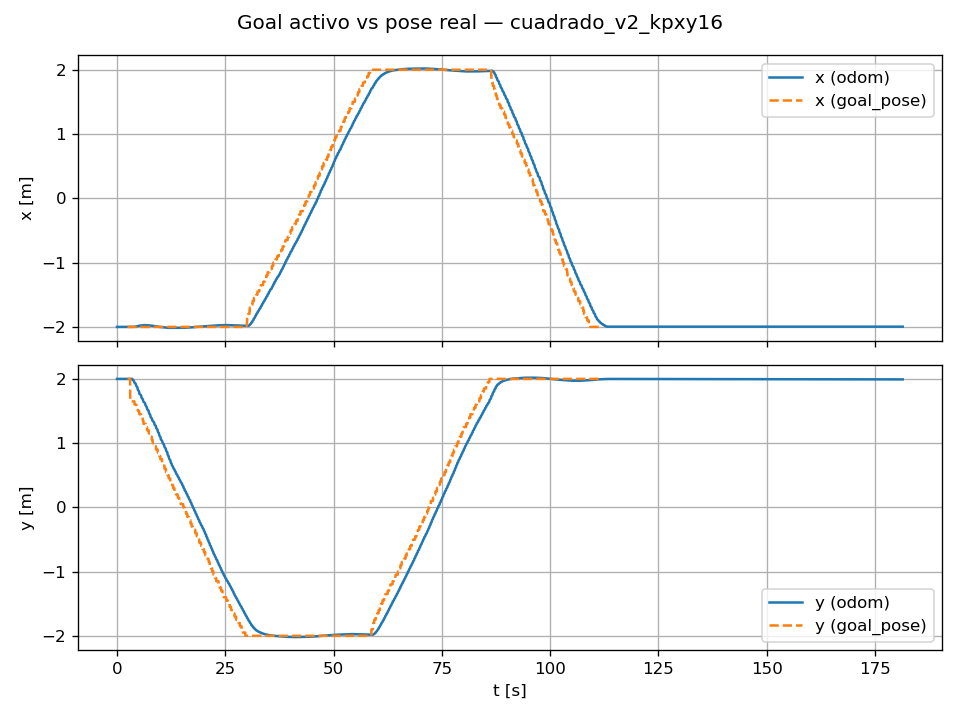 Goal activo vs pose real — cuadrado_v2_kpxy16
x [m]
2
1
0
−1
−2
x (odom)
x (goal_pose)
y [m]
2
1
0
−1
−2
y (odom)
y (goal_pose)
0 25 50 75 100 125 150 175
t [s]